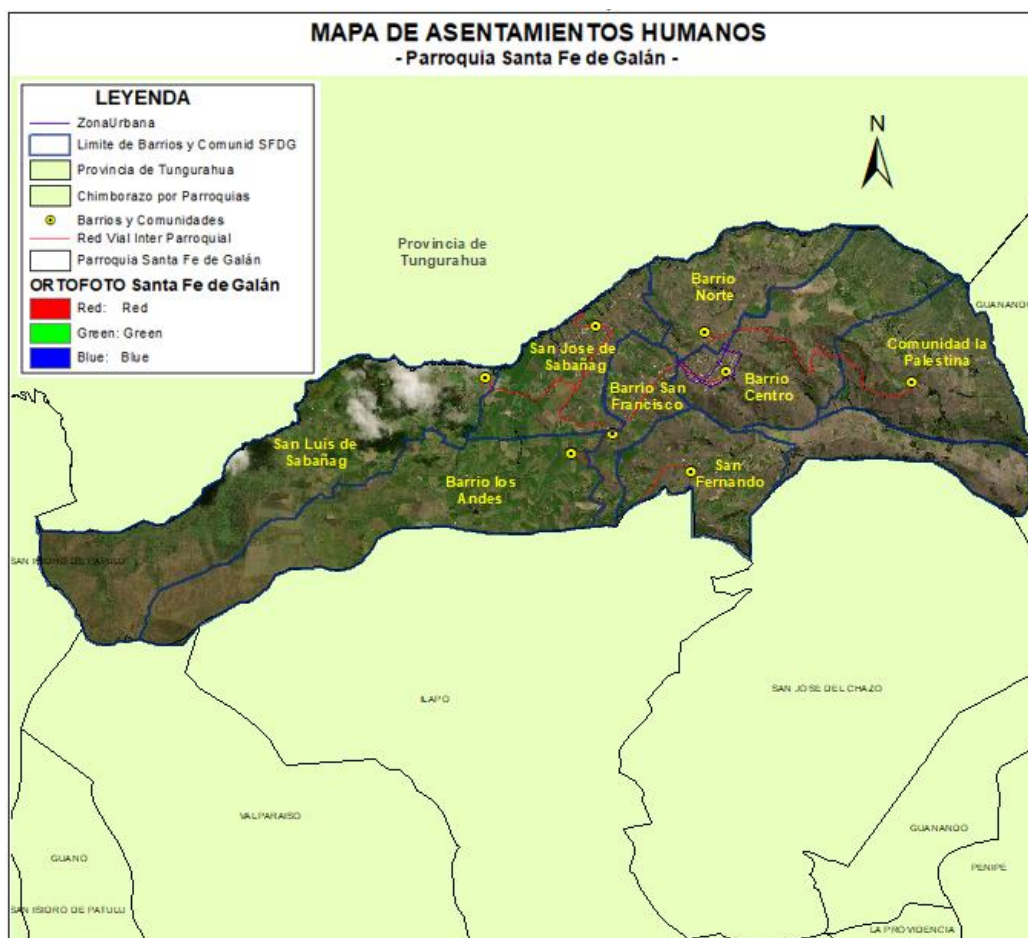 MAPA DE ASENTAMIENTOS HUMANOS
- Parroquia Santa Fe de Galán -
LEYENDA
ZonaUrbana
Limite de Barrios y Comunid SFDG
Provincia de Tungurahua
Chimborazo por Parroquias
Barrios y Comunidades
Red Vial Inter Parroquial
Parroquia Santa Fe de Galán
ORTOFOTO Santa Fe de Galán
Red: Red
Green: Green
Blue: Blue
N
Provincia de
Tungurahua
Barrio
Norte
GUANANDO
San Jose de
Sabañag
Comunidad la
Palestina
Barrio San
Francisco
Barrio
Centro
San Luis de
Sabañag
Barrio los
Andes
San
Fernando
SAN ISIDRO DE PATULU
ILAPO
SAN JOSE DEL CHAZO
VALPARAISO
GUANANDO
GUANO
PENIPE
SAN ISIDRO DE PATULU
LA PROVIDENCIA